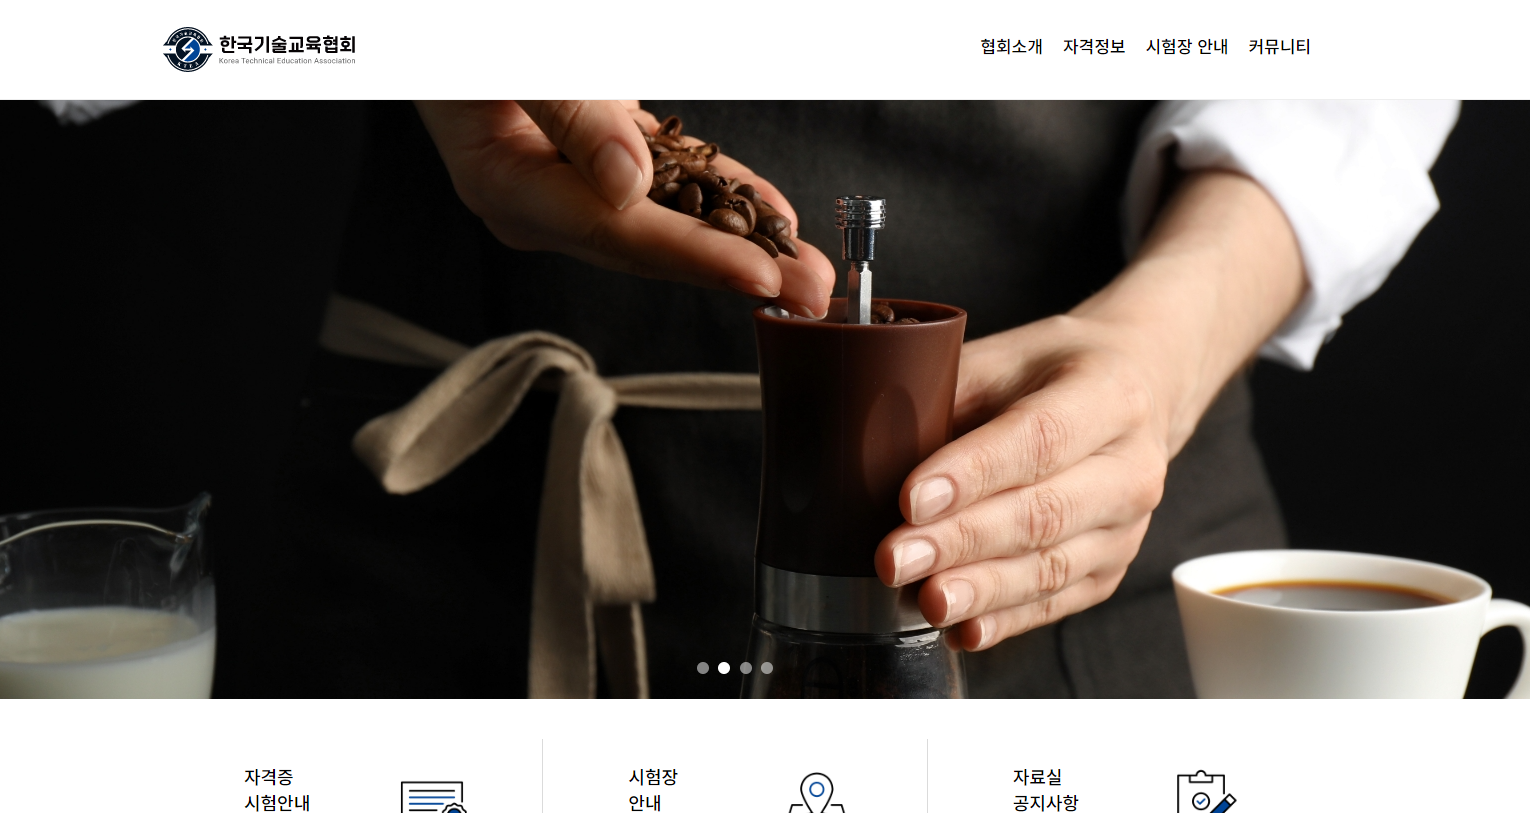 한국기술교육협회
Korea Technical Education Association
협회소개 자격정보 시험장 안내 커뮤니티
자격증
시험안내
시험장
안내
자료실
공지사항